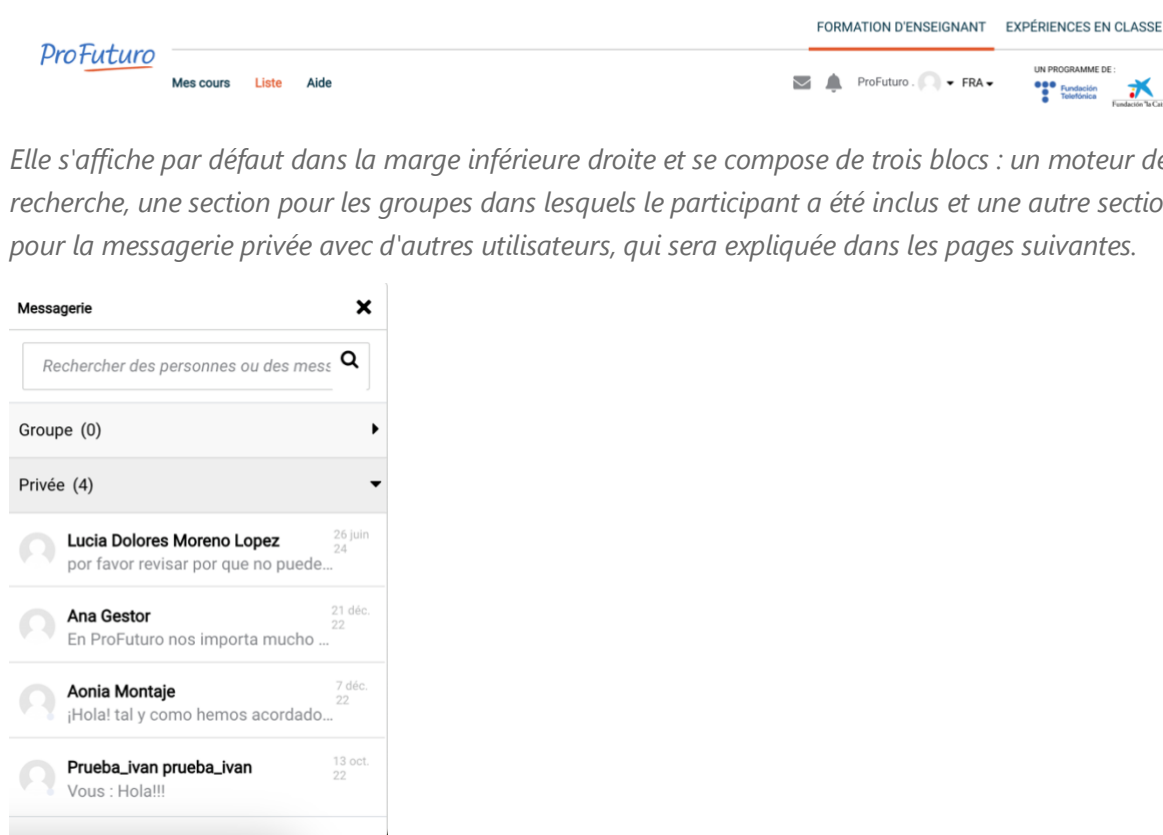 FORMATION D'ENSEIGNANT EXPÉRIENCES EN CLASSE
ProFuturo
Mes cours Liste Aide
ProFuturo . FRA
UN PROGRAMME DE :
Fundación
Telefónica
Fundación "la Cai
Elle s'affiche par défaut dans la marge inférieure droite et se compose de trois blocs : un moteur de
recherche, une section pour les groupes dans lesquels le participant a été inclus et une autre sectio
pour la messagerie privée avec d'autres utilisateurs, qui sera expliquée dans les pages suivantes.
Messagerie
Rechercher des personnes ou des mess
Groupe (0)
Privée (4)
Lucia Dolores Moreno Lopez 26 juin
24
por favor revisar por que no puede...
Ana Gestor 21 déc.
22
En ProFuturo nos importa mucho ...
Aonia Montaje 7 déc.
22
¡Hola! tal y como hemos acordado...
Prueba_ivan prueba_ivan 13 oct.
22
Vous : Hola!!!